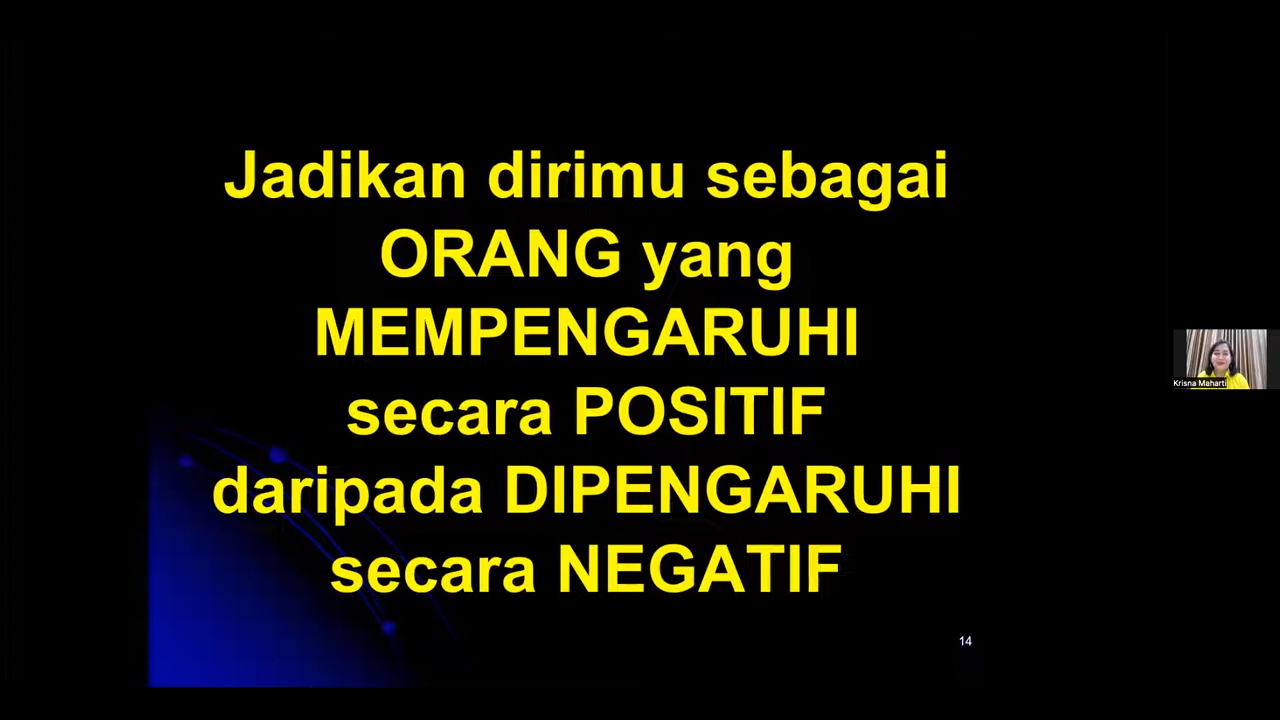 Jadikan dirimu sebagai
ORANG yang
MEMPENGARUHI
secara POSITIF
daripada DIPENGARUHI
secara NEGATIF
14
Krisna Maharti